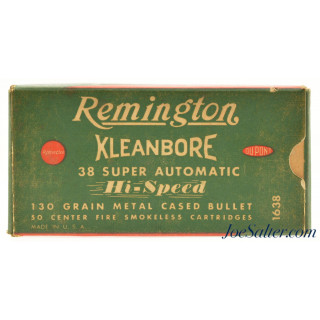 Remington
KLEANBORE
DUPONT
38 SUPER AUTOMATIC
Hi-Speed
130 GRAIN METAL CASED BULLET
50 CENTER FIRE SMOKELESS CARTRIDGES
MADE IN U.S.A.
1638
JoeSalter.com